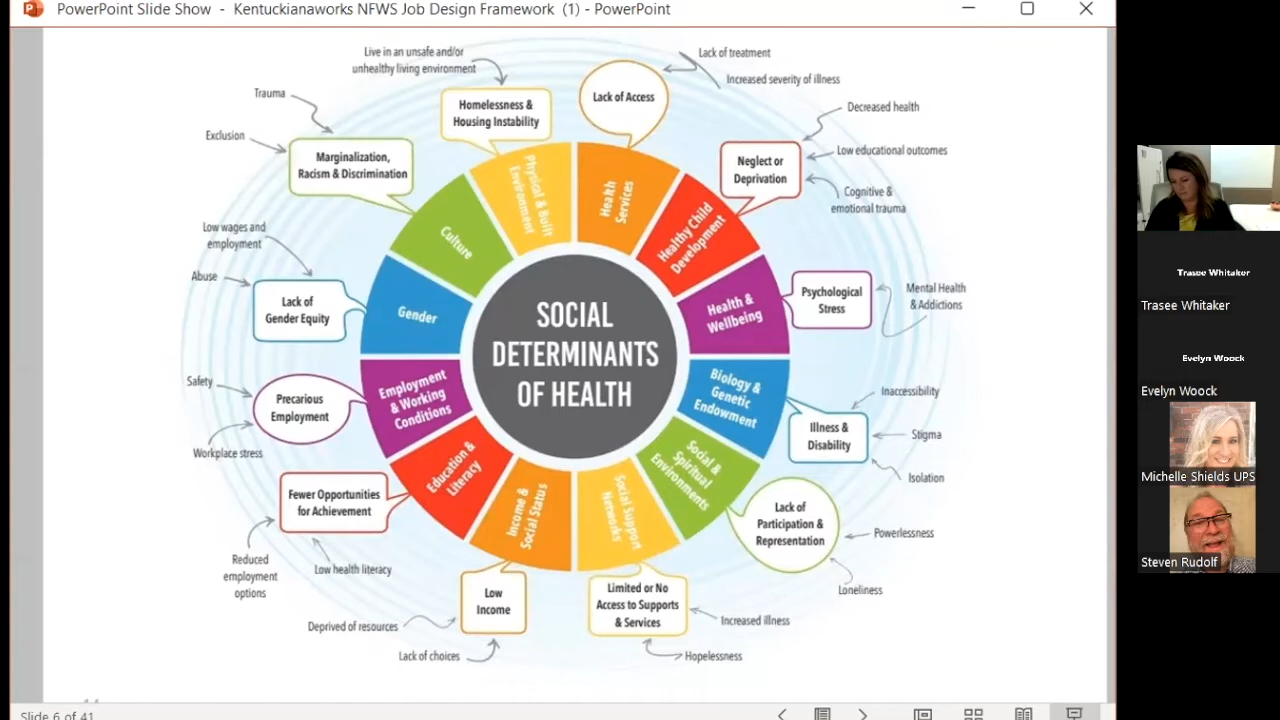 PowerPoint Slide Show - Kentuckianaworks NFWS Job Design Framework (1) - PowerPoint
Live in an unsafe and/or
unhealthy living environment
Lack of treatment
Increased severity of illness
Trauma
Homelessness &
Housing Instability
Lack of Access
Decreased health
Exclusion
Marginalization,
Racism & Discrimination
Neglect or
Deprivation
Low educational outcomes
Cognitive &
emotional trauma
Physical & Built
Environment
Health
Services
Healthy Child
Development
Culture
Low wages and
employment
Abuse
Lack of
Gender Equity
Gender
Health &
Wellbeing
Psychological
Stress
Mental Health
& Addictions
SOCIAL
DETERMINANTS
OF HEALTH
Safety
Precarious
Employment
Workplace stress
Employment
& Working
Conditions
Biology &
Genetic
Endowment
Illness &
Disability
Inaccessibility
Stigma
Isolation
Fewer Opportunities
for Achievement
Education &
Literacy
Income &
Social Status
Social Support
Networks
Social &
Spiritual
Environments
Lack of
Participation &
Representation
Powerlessness
Loneliness
Reduced
employment
options
Low health literacy
Low
Income
Deprived of resources
Lack of choices
Limited or No
Access to Supports
& Services
Increased illness
Hopelessness
Slide 6 of 41
Trasee Whitaker
Trasee Whitaker
Evelyn Woock
Evelyn Woock
Michelle Shields UPS
Steven Rudolf